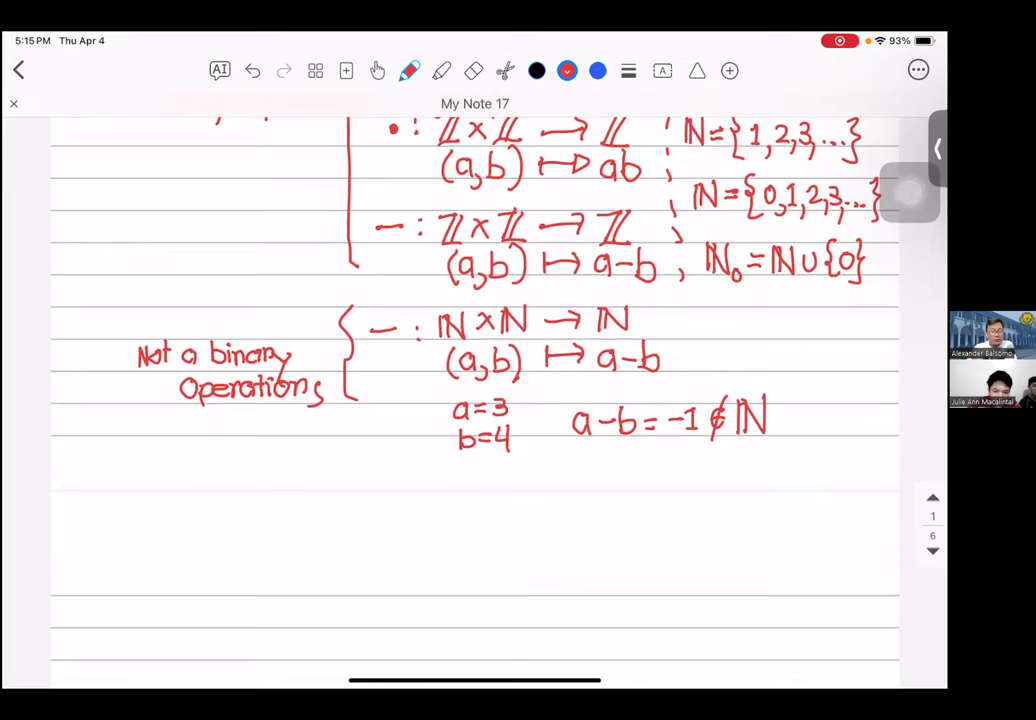 5:15 PM Thu Apr 4
93%
AI
A
My Note 17
• : ℤ × ℤ → ℤ
(a,b) ↦ ab
ℕ = {1,2,3,...}
ℕ = {0,1,2,3,...}
− : ℤ × ℤ → ℤ
(a,b) ↦ a−b , ℕ₀ = ℕ ∪ {0}
− : ℕ × ℕ → ℕ
(a,b) ↦ a−b
Not a binary
Operations
a=3
b=4
a−b = −1 ∉ ℕ
1
6
Alexander Balsomo
Julie Ann Macalintal